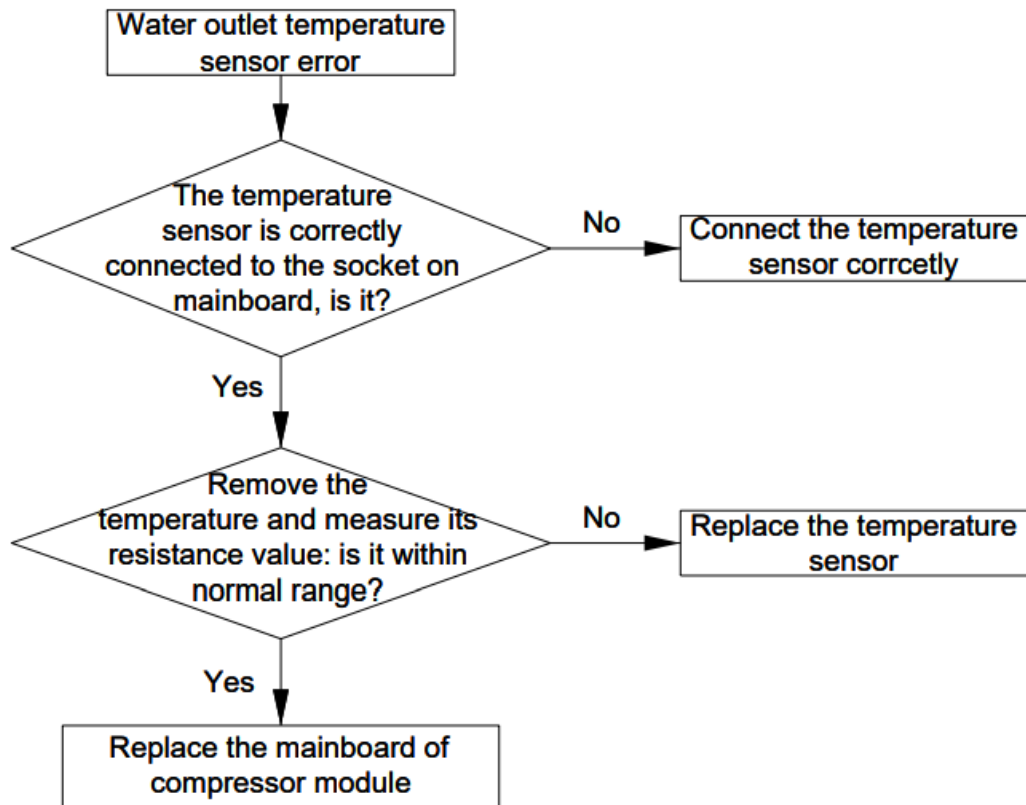 Water outlet temperature
sensor error
The temperature
sensor is correctly
connected to the socket on
mainboard, is it?
No
Connect the temperature
sensor corrcetly
Yes
Remove the
temperature and measure its
resistance value: is it within
normal range?
No
Replace the temperature
sensor
Yes
Replace the mainboard of
compressor module